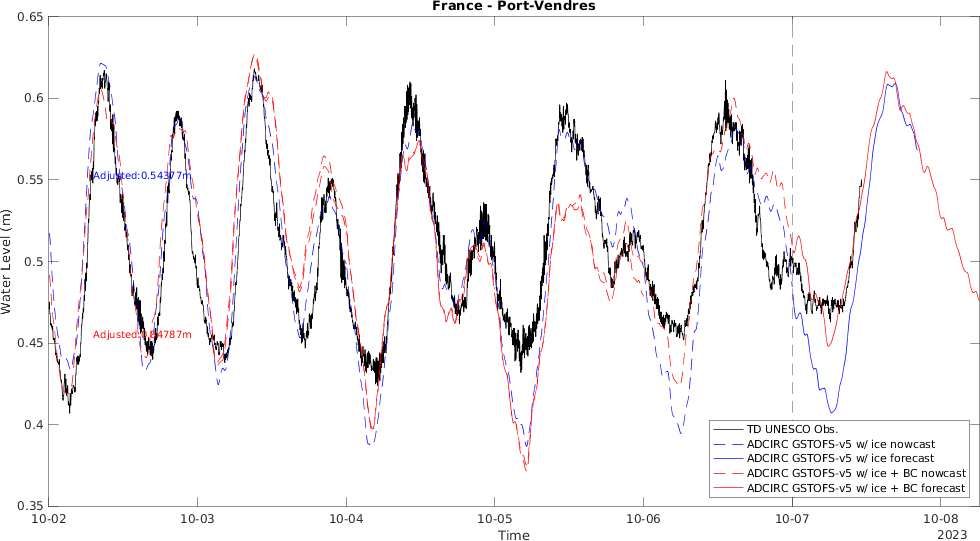 France - Port-Vendres
0.65
0.6
0.55
0.5
0.45
0.4
0.35
Water Level (m)
Adjusted:0.54377m
Adjusted:0.54787m
TD UNESCO Obs.
ADCIRC GSTOFS-v5 w/ ice nowcast
ADCIRC GSTOFS-v5 w/ ice forecast
ADCIRC GSTOFS-v5 w/ ice + BC nowcast
ADCIRC GSTOFS-v5 w/ ice + BC forecast
10-02 10-03 10-04 10-05 10-06 10-07 10-08
Time
2023